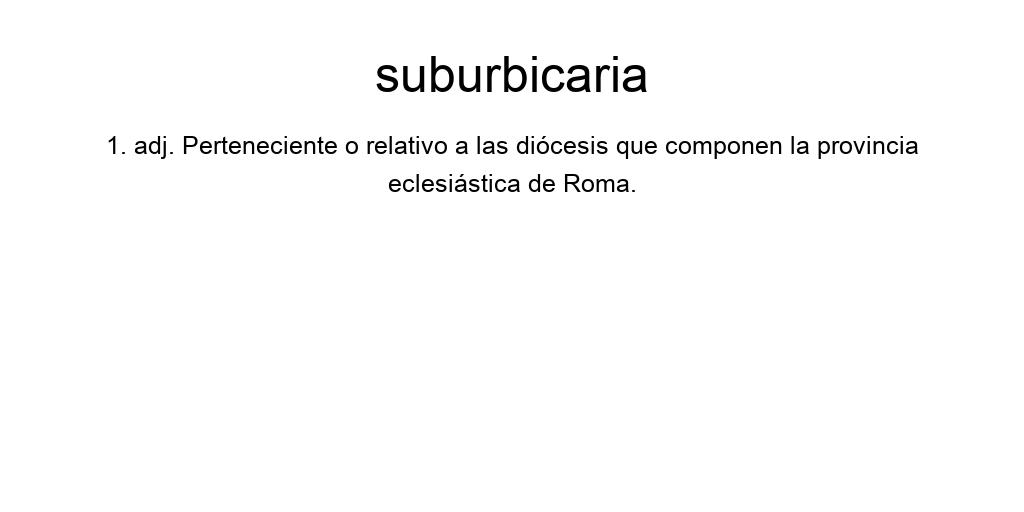 suburbicaria
1. adj. Perteneciente o relativo a las diócesis que componen la provincia
eclesiástica de Roma.